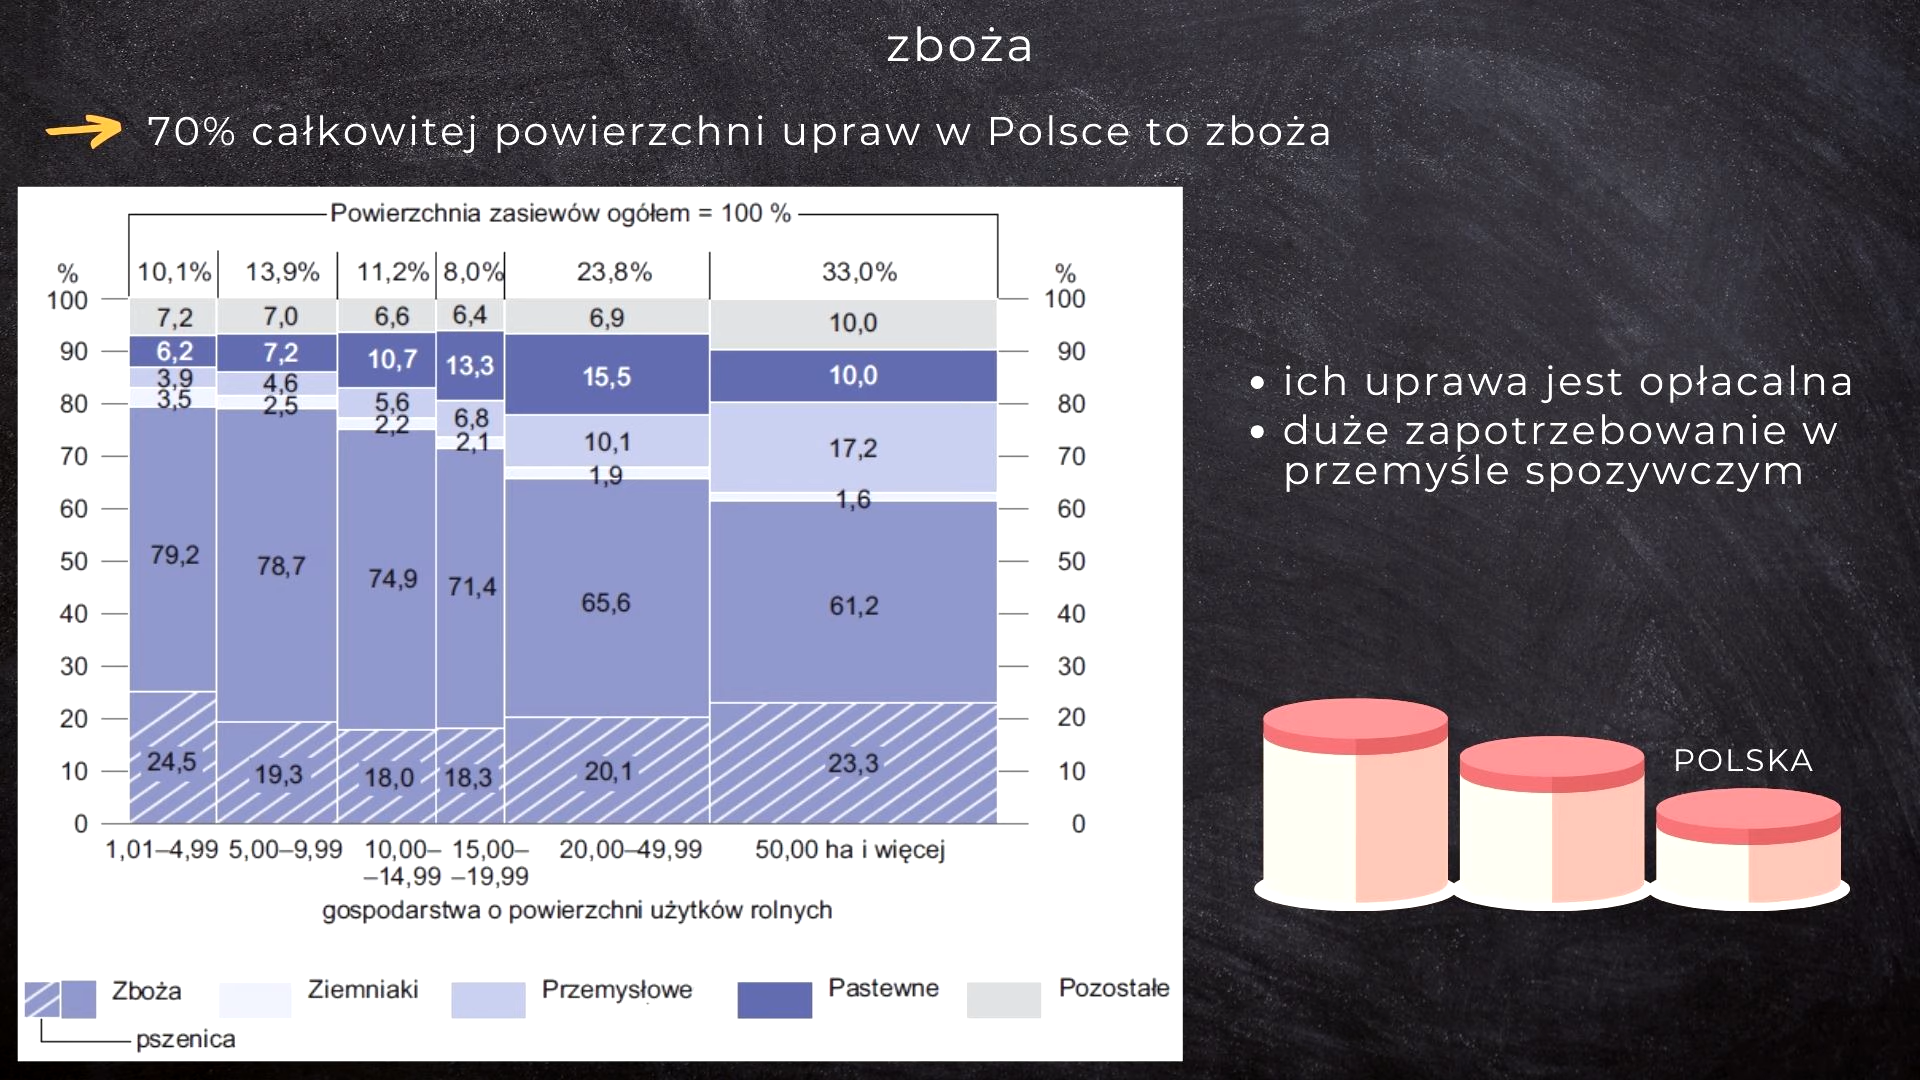 zboża
70% całkowitej powierzchni upraw w Polsce to zboża
Powierzchnia zasiewów ogółem = 100 %
% 10,1% 13,9% 11,2% 8,0% 23,8% 33,0% %
100 100
7,2 7,0 6,6 6,4 6,9 10,0
90 90
6,2 7,2 10,7 13,3 15,5 10,0
3,9 4,6 5,6 6,8 10,1 17,2
80 80
3,5 2,5 2,2 2,1 1,9 1,6
70 70
60 60
79,2 78,7 74,9 71,4 65,6 61,2
50 50
40 40
30 30
20 20
24,5 19,3 18,0 18,3 20,1 23,3
10 10
0 0
1,01–4,99 5,00–9,99 10,00– 15,00– 20,00–49,99 50,00 ha i więcej
–14,99 –19,99
gospodarstwa o powierzchni użytków rolnych
Zboża Ziemniaki Przemysłowe Pastewne Pozostałe
pszenica
• ich uprawa jest opłacalna
• duże zapotrzebowanie w
przemyśle spozywczym
POLSKA